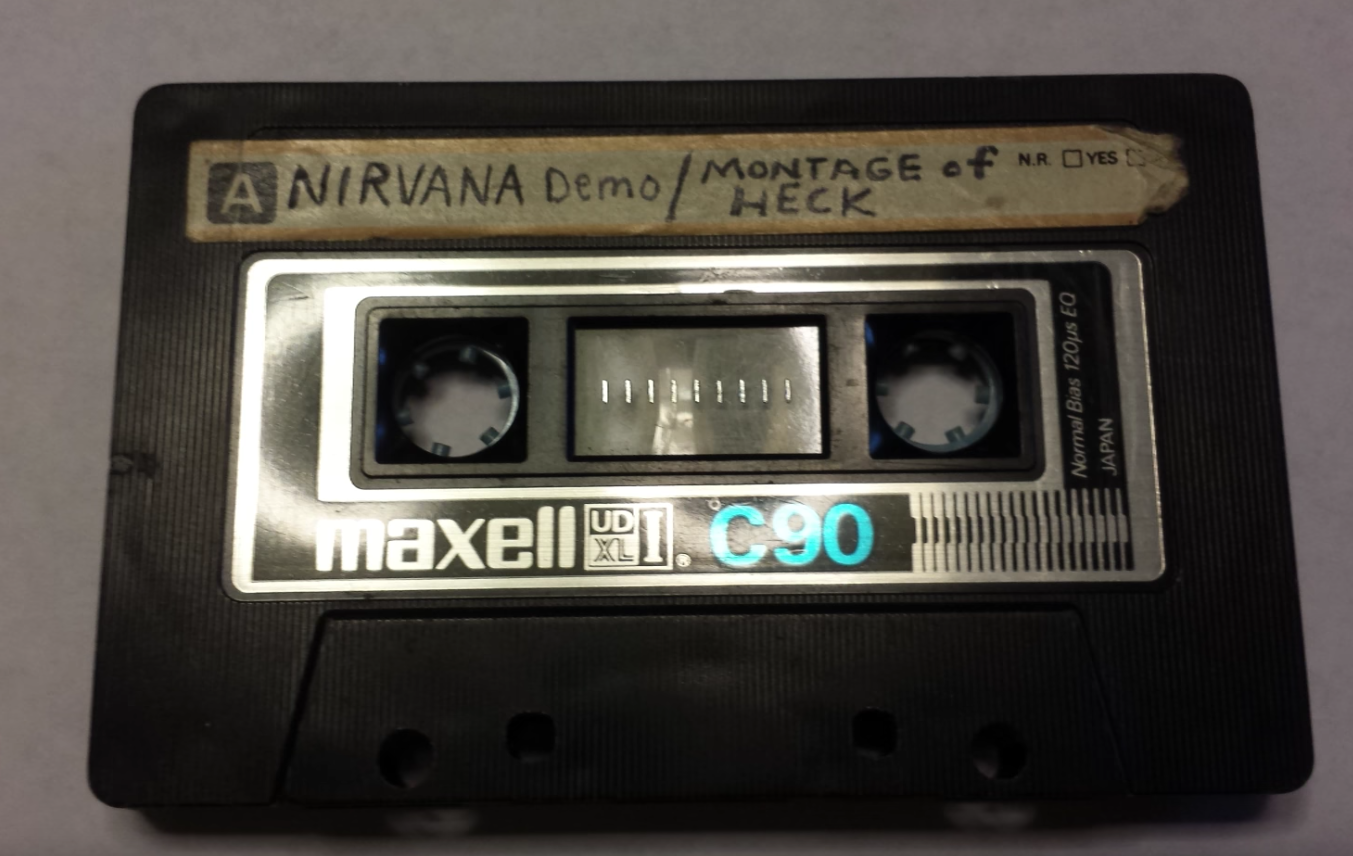 A NIRVANA Demo / MONTAGE of N.R. YES
HECK
Normal Bias 120µs EQ
JAPAN
maxell UD XL I ® C90